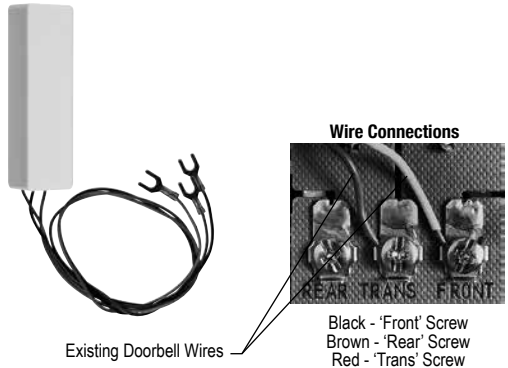 Wire Connections
REAR TRANS FRONT
Existing Doorbell Wires
Black - ‘Front’ Screw
Brown - ‘Rear’ Screw
Red - ‘Trans’ Screw